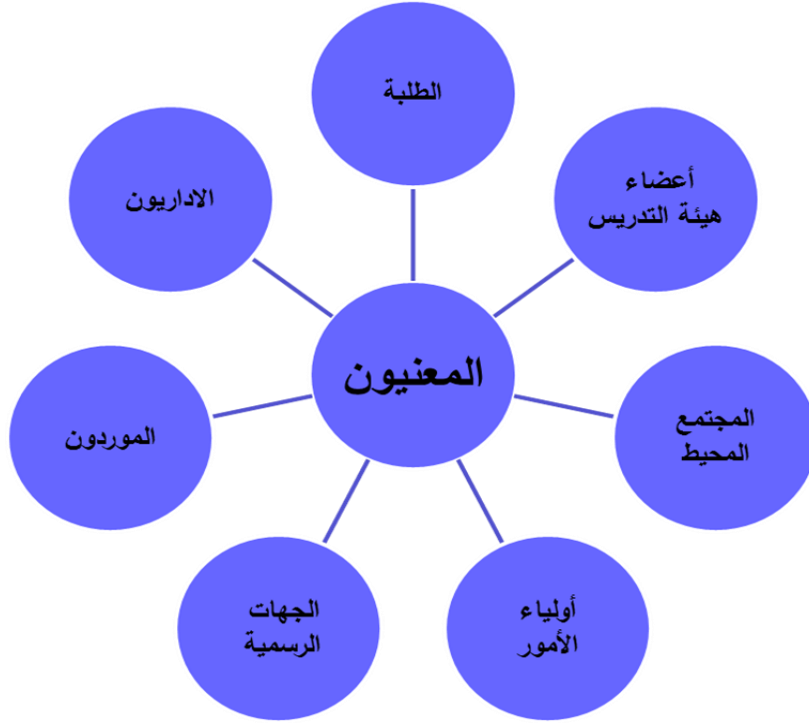 الطلبة
أعضاء
هيئة التدريس
الاداريون
المعنيون
المجتمع
المحيط
الموردون
أولياء
الأمور
الجهات
الرسمية